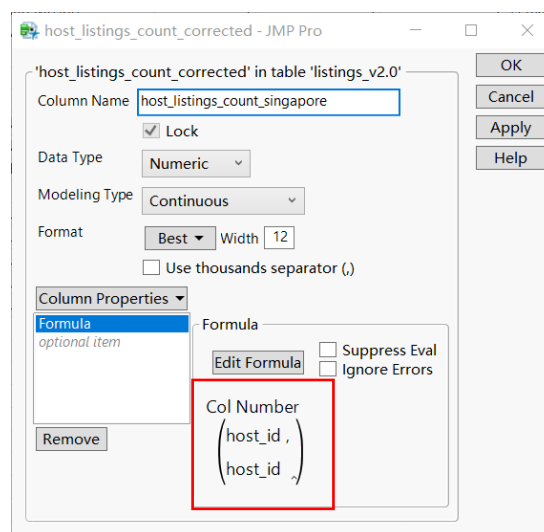 host_listings_count_corrected - JMP Pro
'host_listings_count_corrected' in table 'listings_v2.0'
OK
Column Name host_listings_count_singapore
Cancel
Lock
Apply
Data Type Numeric
Help
Modeling Type Continuous
Format Best Width 12
Use thousands separator (,)
Column Properties
Formula
optional item
Remove
Formula
Edit Formula
Suppress Eval
Ignore Errors
Col Number
(host_id ,
host_id )